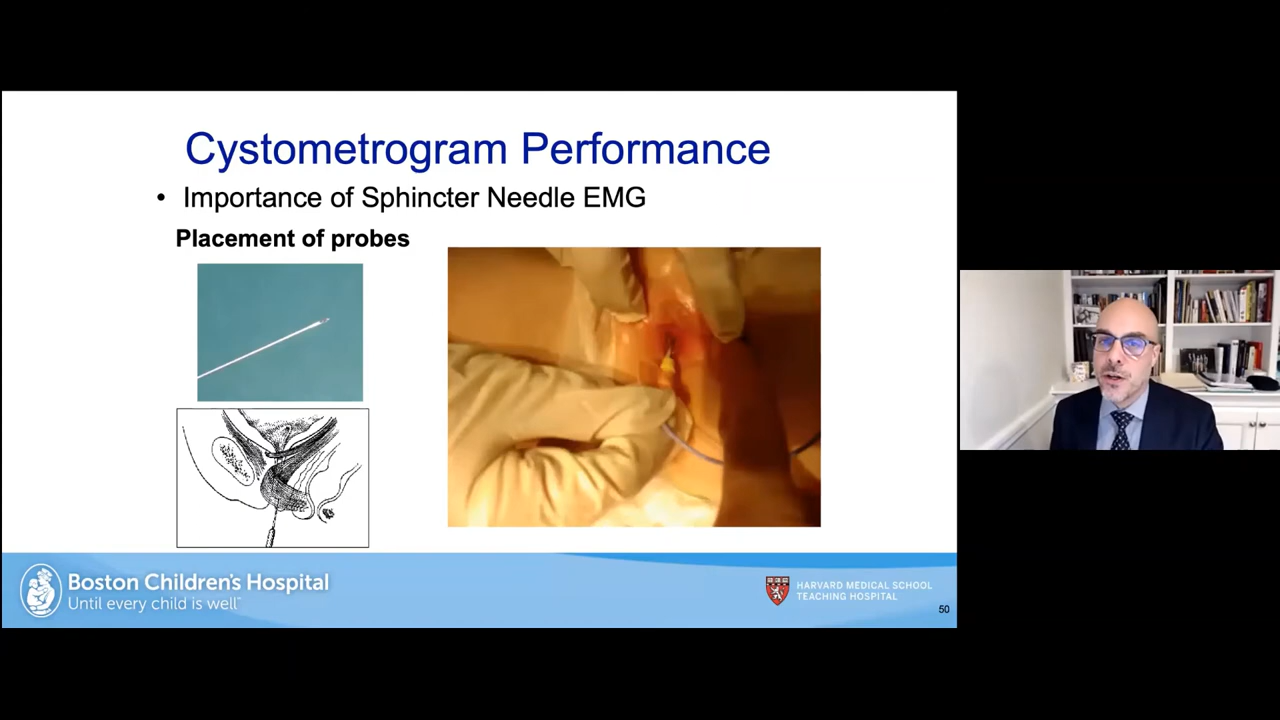 Cystometrogram Performance
• Importance of Sphincter Needle EMG
Placement of probes
Boston Children's Hospital
Until every child is well™
HARVARD MEDICAL SCHOOL
TEACHING HOSPITAL
50